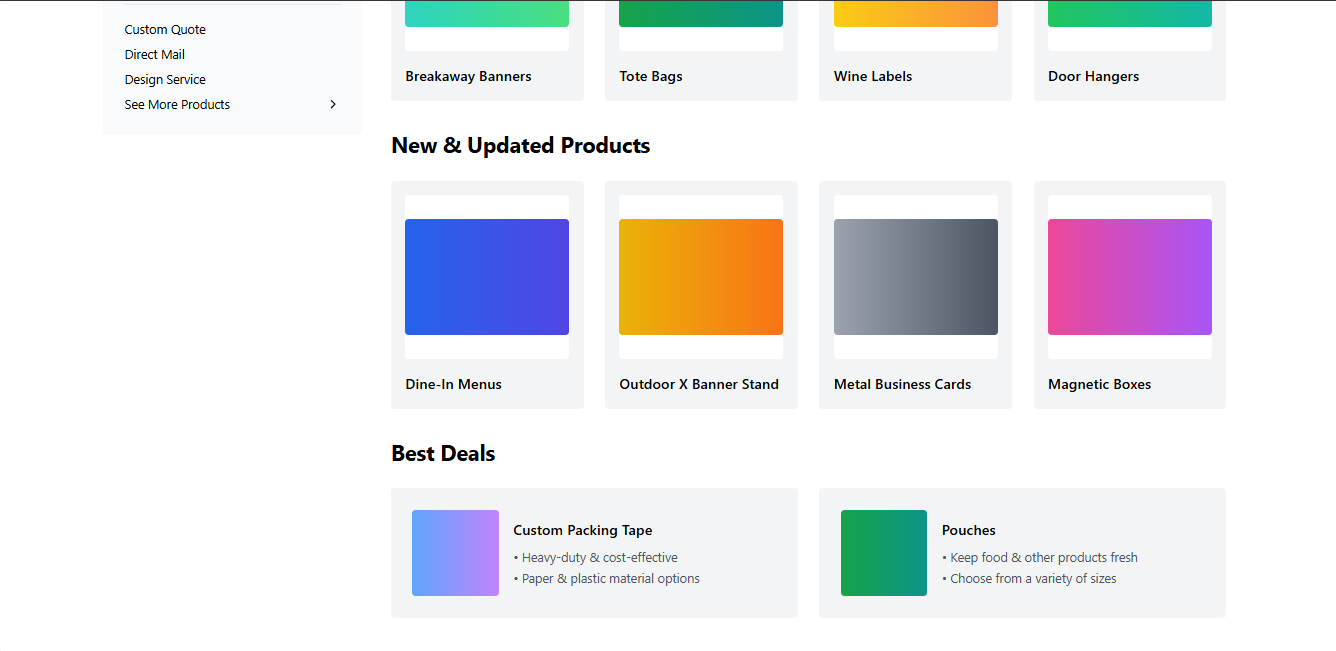 Custom Quote
Direct Mail
Design Service
See More Products
Breakaway Banners
Tote Bags
Wine Labels
Door Hangers
New & Updated Products
Dine-In Menus
Outdoor X Banner Stand
Metal Business Cards
Magnetic Boxes
Best Deals
Custom Packing Tape
• Heavy-duty & cost-effective
• Paper & plastic material options
Pouches
• Keep food & other products fresh
• Choose from a variety of sizes